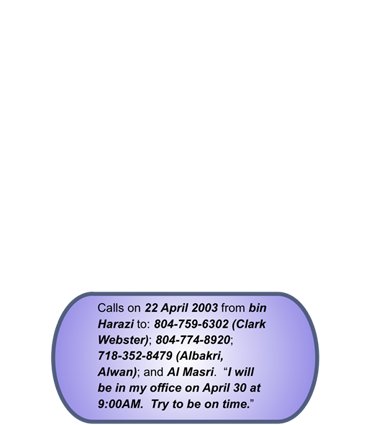 Calls on 22 April 2003 from bin
Harazi to: 804-759-6302 (Clark
Webster); 804-774-8920;
718-352-8479 (Albakri,
Alwan); and Al Masri.  “I will
be in my office on April 30 at
9:00AM.  Try to be on time.”